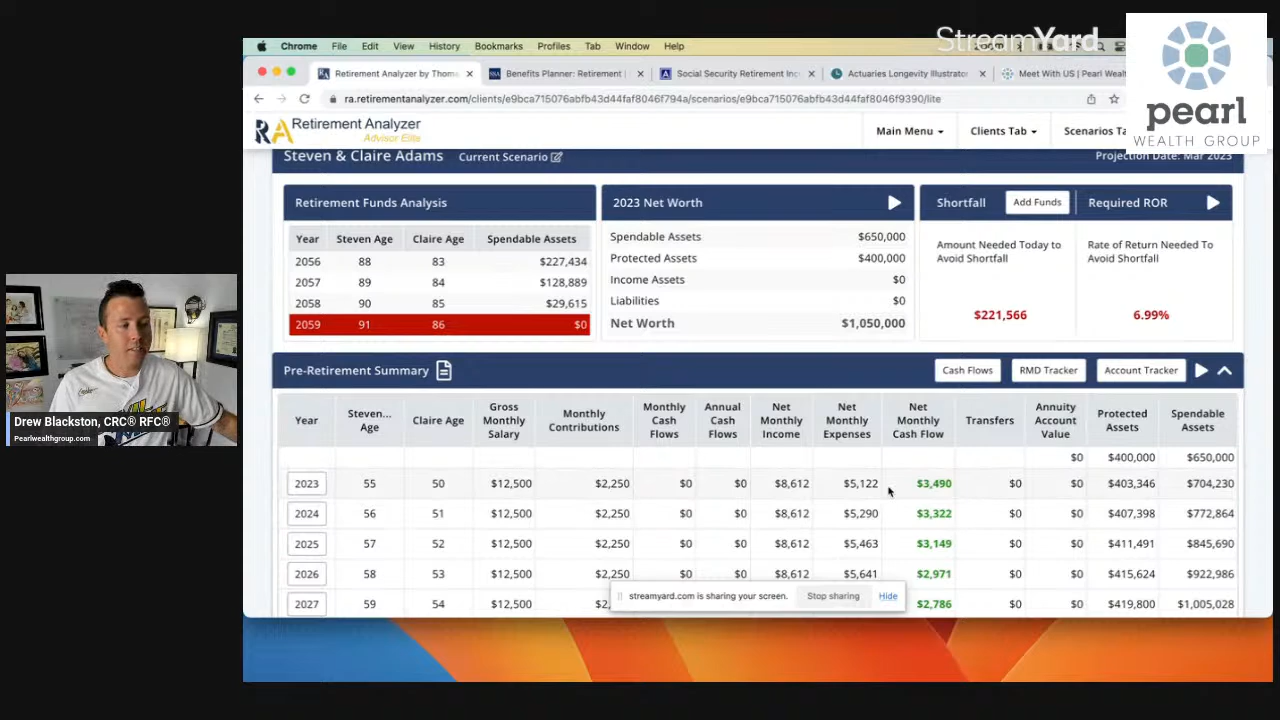 StreamYard
pearl
WEALTH GROUP
Chrome File Edit View History Bookmarks Profiles Tab Window Help
Retirement Analyzer by Thom
Benefits Planner: Retirement |
Social Security Retirement Inc
Actuaries Longevity Illustrator
Meet With US | Pearl Wealt
ra.retirementanalyzer.com/clients/e9bca715076abfb43d44faf8046f794a/scenarios/e9bca715076abfb43d44faf8046f9390/lite
RA Retirement Analyzer
Advisor Elite
Main Menu Clients Tab Scenarios Ta
Steven & Claire Adams Current Scenario Projection Date: Mar 2023
Retirement Funds Analysis
Year Steven Age Claire Age Spendable Assets
2056 88 83 $227,434
2057 89 84 $128,889
2058 90 85 $29,615
2059 91 86 $0
2023 Net Worth
Spendable Assets $650,000
Protected Assets $400,000
Income Assets $0
Liabilities $0
Net Worth $1,050,000
Shortfall Add Funds Required ROR
Amount Needed Today to
Avoid Shortfall
$221,566
Rate of Return Needed To
Avoid Shortfall
6.99%
Pre-Retirement Summary Cash Flows RMD Tracker Account Tracker
Year
Steven...
Age
Claire Age
Gross
Monthly
Salary
Monthly
Contributions
Monthly
Cash
Flows
Annual
Cash
Flows
Net
Monthly
Income
Net
Monthly
Expenses
Net
Monthly
Cash Flow
Transfers
Annuity
Account
Value
Protected
Assets
Spendable
Assets
$0 $400,000 $650,000
2023 55 50 $12,500 $2,250 $0 $0 $8,612 $5,122 $3,490 $0 $0 $403,346 $704,230
2024 56 51 $12,500 $2,250 $0 $0 $8,612 $5,290 $3,322 $0 $0 $407,398 $772,864
2025 57 52 $12,500 $2,250 $0 $0 $8,612 $5,463 $3,149 $0 $0 $411,491 $845,690
2026 58 53 $12,500 $2,250 $0 $0 $8,612 $5,641 $2,971 $0 $0 $415,624 $922,986
2027 59 54 $12,500 $2, $2,786 $0 $0 $419,800 $1,005,028
streamyard.com is sharing your screen. Stop sharing Hide
Drew Blackston, CRC® RFC®
Pearlwealthgroup.com